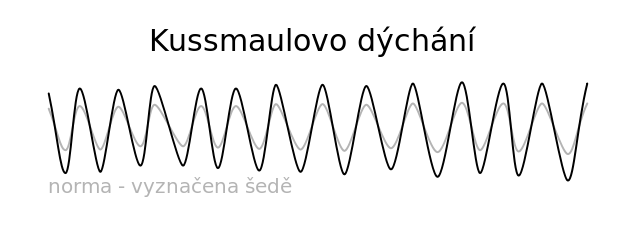 Kussmaulovo dýchání
norma - vyznačena šedě